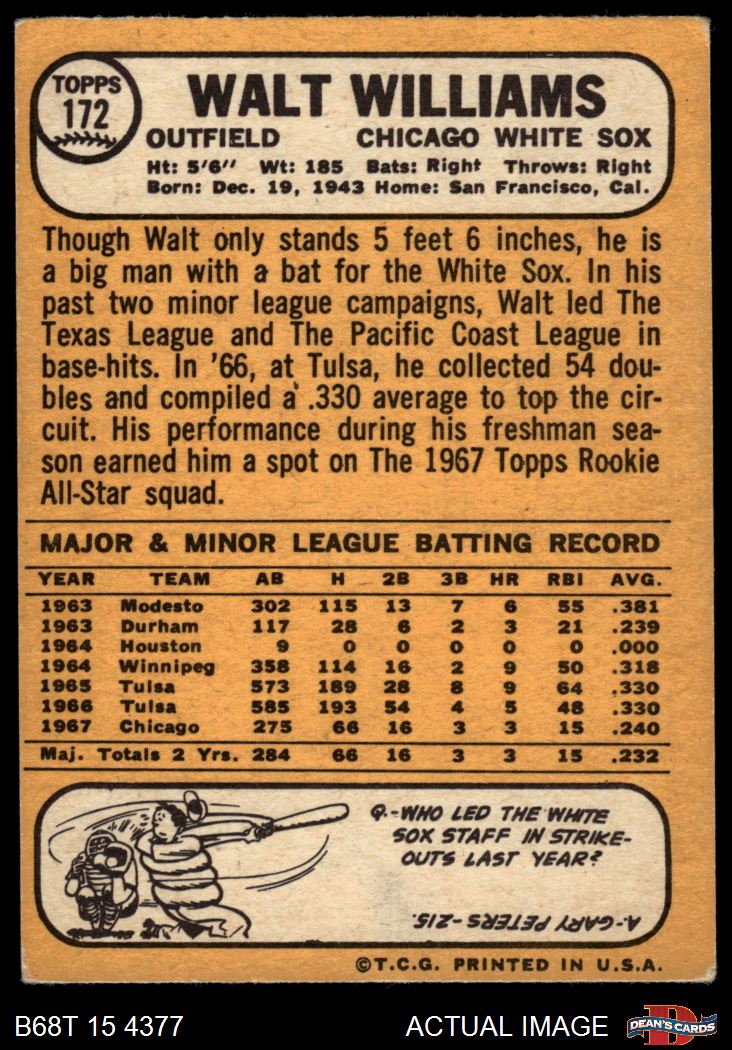 TOPPS
172
WALT WILLIAMS
OUTFIELD CHICAGO WHITE SOX
Ht: 5'6" Wt: 185 Bats: Right Throws: Right
Born: Dec. 19, 1943 Home: San Francisco, Cal.
Though Walt only stands 5 feet 6 inches, he is
a big man with a bat for the White Sox. In his
past two minor league campaigns, Walt led The
Texas League and The Pacific Coast League in
base-hits. In '66, at Tulsa, he collected 54 dou-
bles and compiled a .330 average to top the cir-
cuit. His performance during his freshman sea-
son earned him a spot on The 1967 Topps Rookie
All-Star squad.
MAJOR & MINOR LEAGUE BATTING RECORD
YEAR TEAM AB H 2B 3B HR RBI AVG.
1963 Modesto 302 115 13 7 6 55 .381
1963 Durham 117 28 6 2 3 21 .239
1964 Houston 9 0 0 0 0 0 .000
1964 Winnipeg 358 114 16 2 9 50 .318
1965 Tulsa 573 189 28 8 9 64 .330
1966 Tulsa 585 193 54 4 5 48 .330
1967 Chicago 275 66 16 3 3 15 .240
Maj. Totals 2 Yrs. 284 66 16 3 3 15 .232
Q.-WHO LED THE WHITE
SOX STAFF IN STRIKE-
OUTS LAST YEAR?
A.-GARY PETERS-215.
©T.C.G. PRINTED IN U.S.A.
B68T 15 4377 ACTUAL IMAGE
D
DEAN'S CARDS